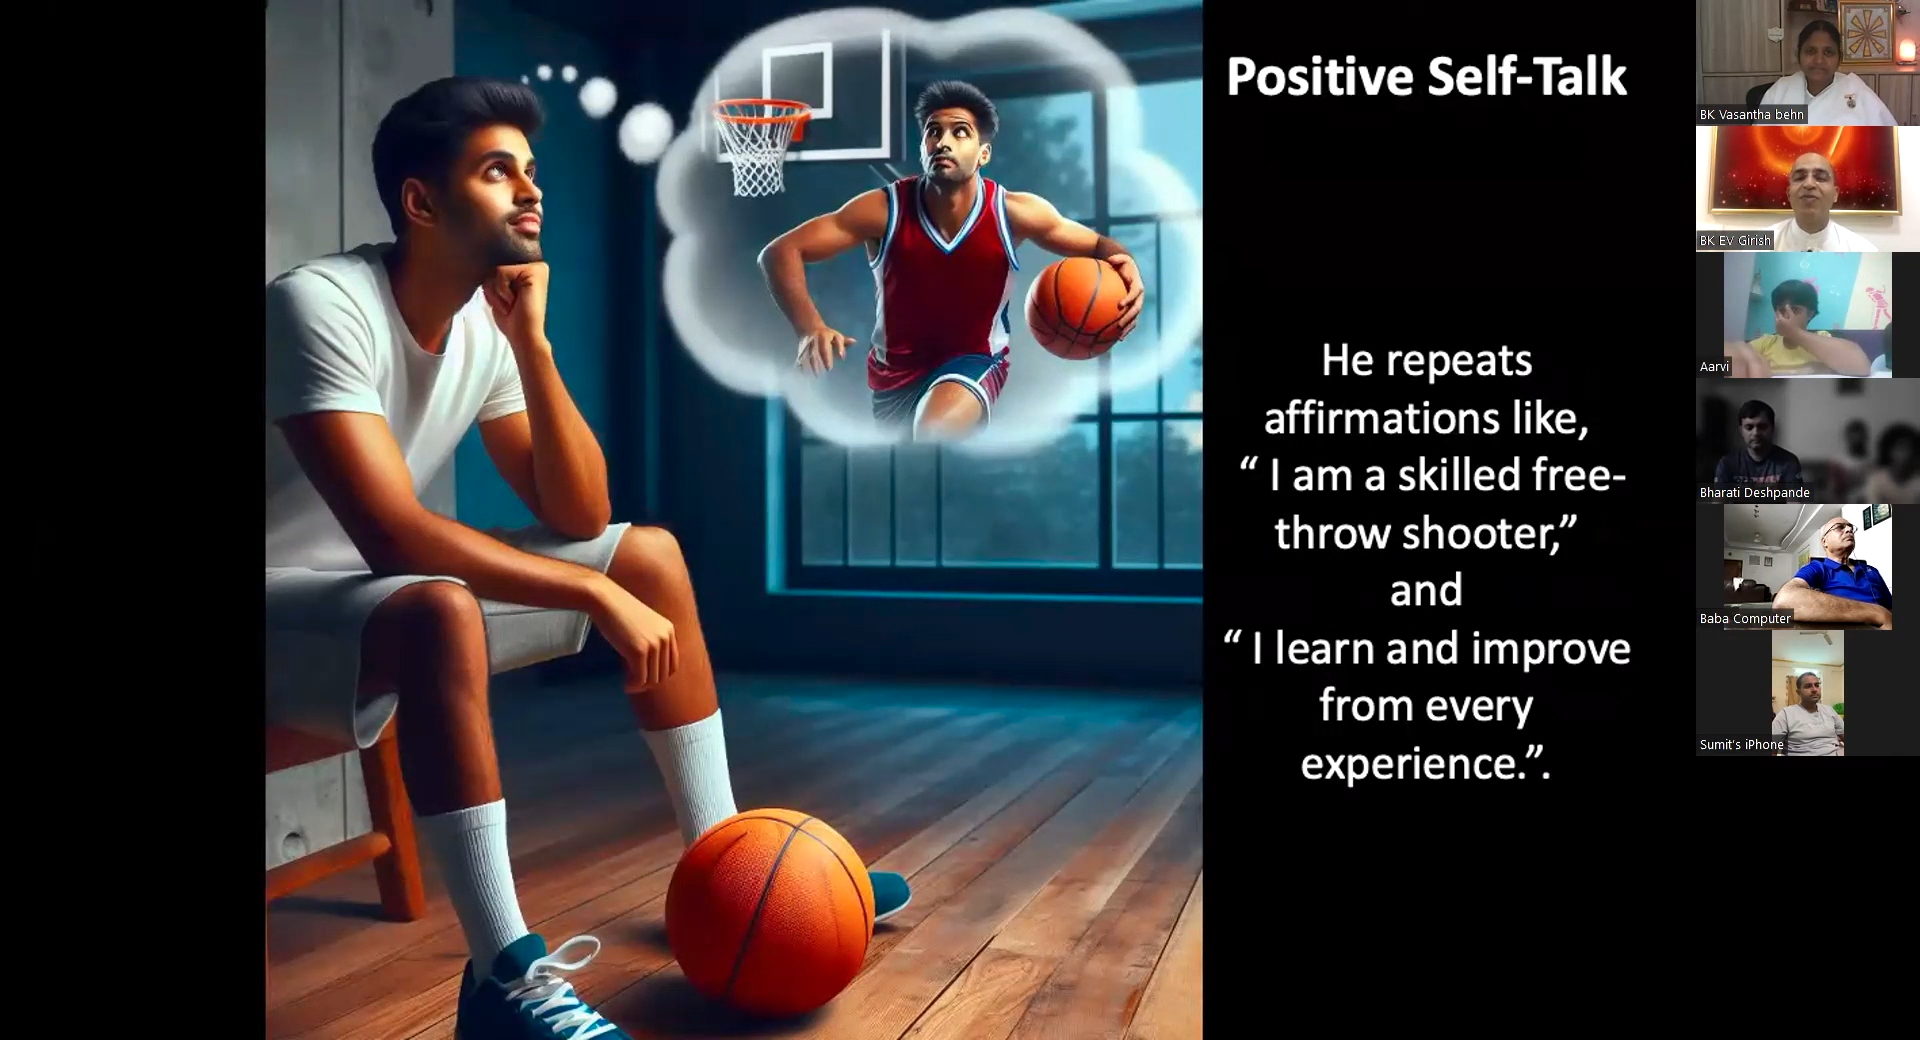 Positive Self-Talk
He repeats
affirmations like,
“ I am a skilled free-
throw shooter,”
and
“ I learn and improve
from every
experience.”.
BK Vasantha behn
BK EV Girish
Aarvi
Bharati Deshpande
Baba Computer
Sumit's iPhone